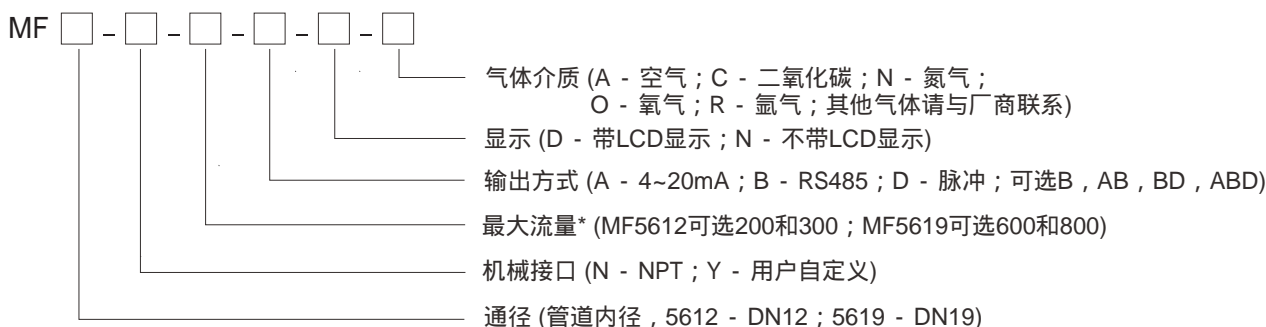 MF □ - □ - □ - □ - □ - □
气体介质 (A - 空气；C - 二氧化碳；N - 氮气；
O - 氧气；R - 氩气；其他气体请与厂商联系)
显示 (D - 带LCD显示；N - 不带LCD显示)
输出方式 (A - 4~20mA；B - RS485；D - 脉冲；可选B，AB，BD，ABD)
最大流量* (MF5612可选200和300；MF5619可选600和800)
机械接口 (N - NPT；Y - 用户自定义)
通径 (管道内径，5612 - DN12；5619 - DN19)